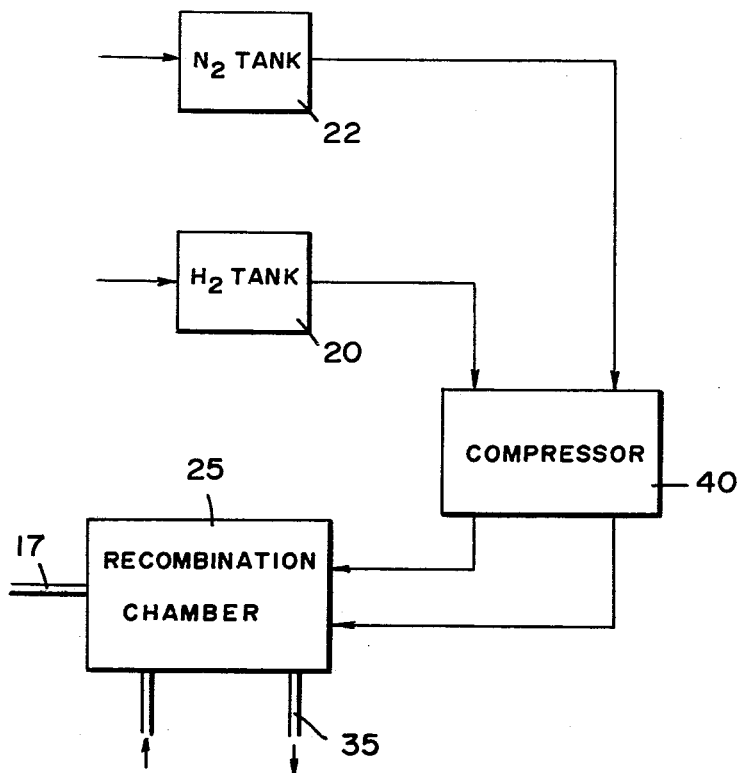 N₂ TANK
22
H₂ TANK
20
COMPRESSOR
40
25
RECOMBINATION
CHAMBER
17
35